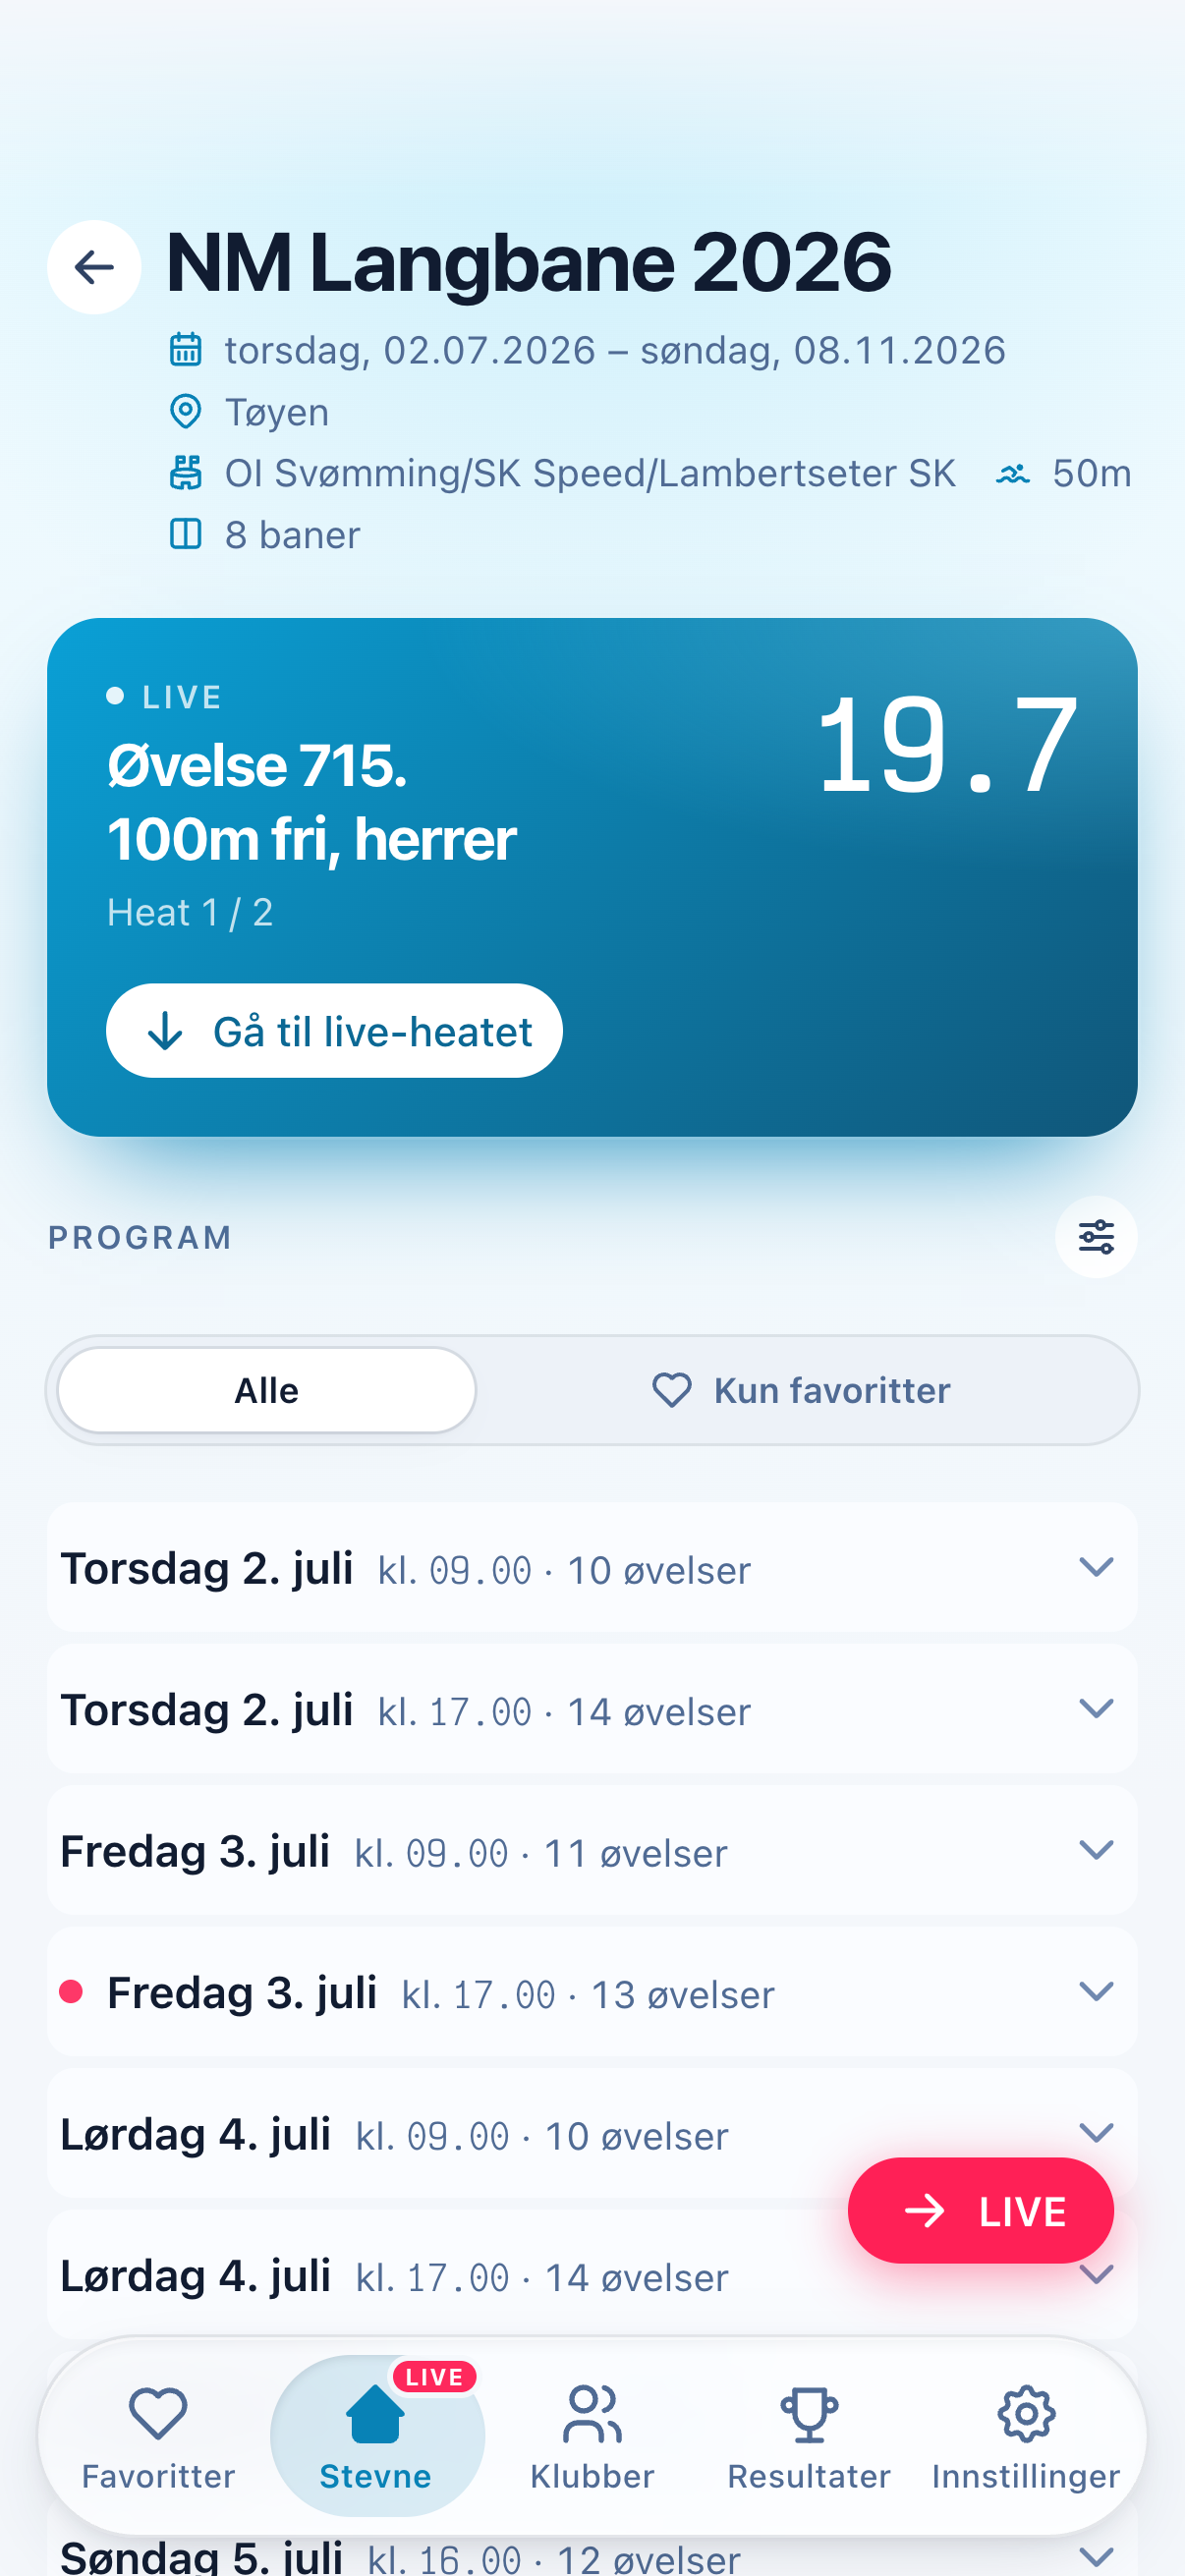 NM Langbane 2026
torsdag, 02.07.2026 – søndag, 08.11.2026
Tøyen
OI Svømming/SK Speed/Lambertseter SK 50m
8 baner
LIVE
19.7
Øvelse 715.
100m fri, herrer
Heat 1 / 2
Gå til live-heatet
PROGRAM
Alle
Kun favoritter
Torsdag 2. juli kl. 09.00 · 10 øvelser
Torsdag 2. juli kl. 17.00 · 14 øvelser
Fredag 3. juli kl. 09.00 · 11 øvelser
Fredag 3. juli kl. 17.00 · 13 øvelser
Lørdag 4. juli kl. 09.00 · 10 øvelser
LIVE
Lørdag 4. juli kl. 17.00 · 14 øvelser
LIVE
Favoritter
Stevne
Klubber
Resultater
Innstillinger
Søndag 5. juli kl. 16.00 · 12 øvelser